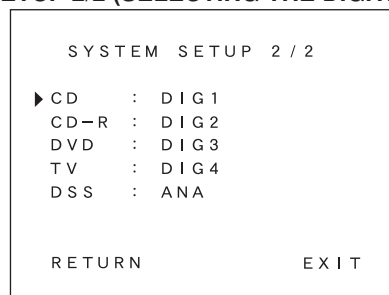 SYSTEM SETUP 2/2
CD : DIG1
CD-R : DIG2
DVD : DIG3
TV : DIG4
DSS : ANA
RETURN EXIT